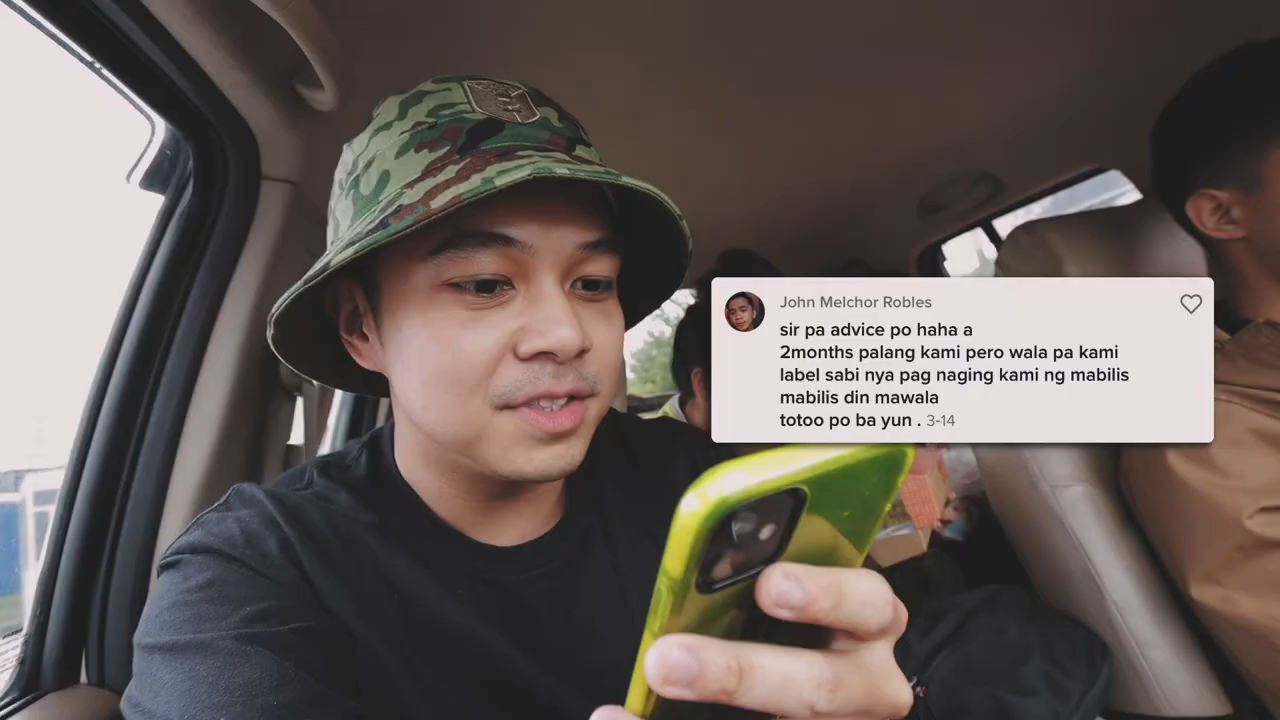 John Melchor Robles
sir pa advice po haha a
2months palang kami pero wala pa kami
label sabi nya pag naging kami ng mabilis
mabilis din mawala
totoo po ba yun . 3-14